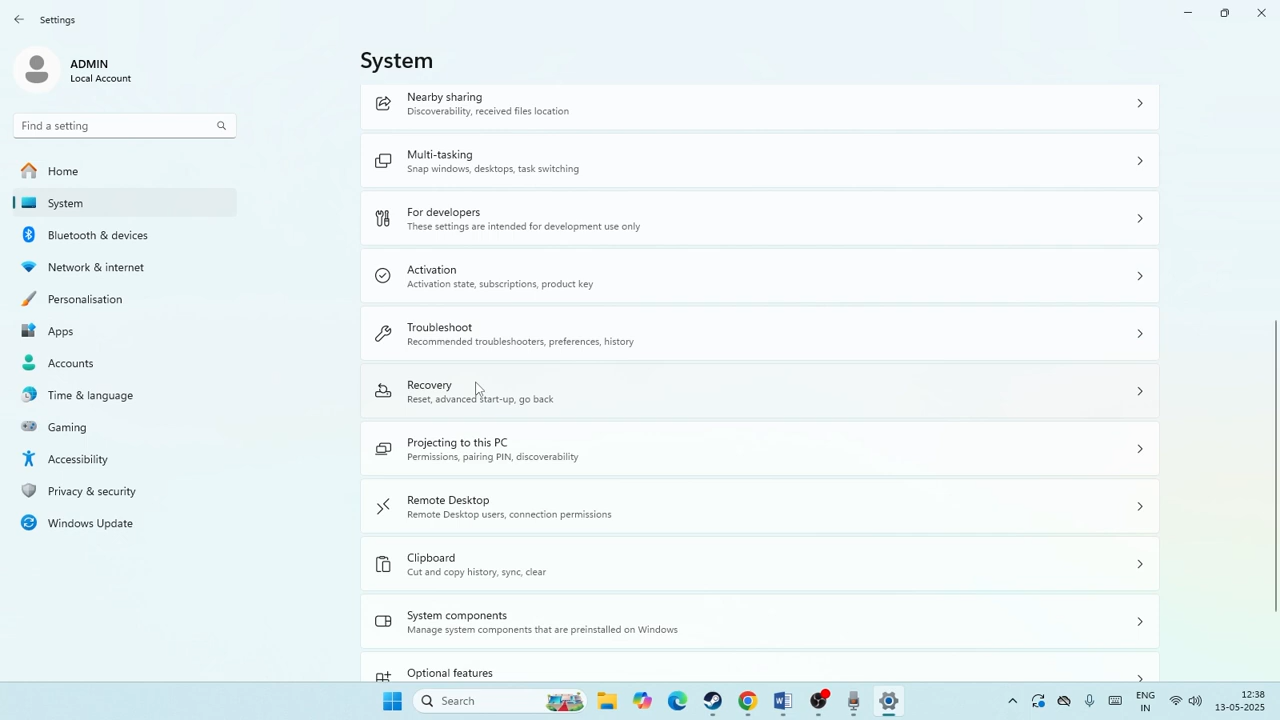 Settings
ADMIN
Local Account
Find a setting
Home
System
Bluetooth & devices
Network & internet
Personalisation
Apps
Accounts
Time & language
Gaming
Accessibility
Privacy & security
Windows Update
System
Nearby sharing
Discoverability, received files location
Multi-tasking
Snap windows, desktops, task switching
For developers
These settings are intended for development use only
Activation
Activation state, subscriptions, product key
Troubleshoot
Recommended troubleshooters, preferences, history
Recovery
Reset, advanced start-up, go back
Projecting to this PC
Permissions, pairing PIN, discoverability
Remote Desktop
Remote Desktop users, connection permissions
Clipboard
Cut and copy history, sync, clear
System components
Manage system components that are preinstalled on Windows
Optional features
Search
ENG
IN
12:38
13-05-2025